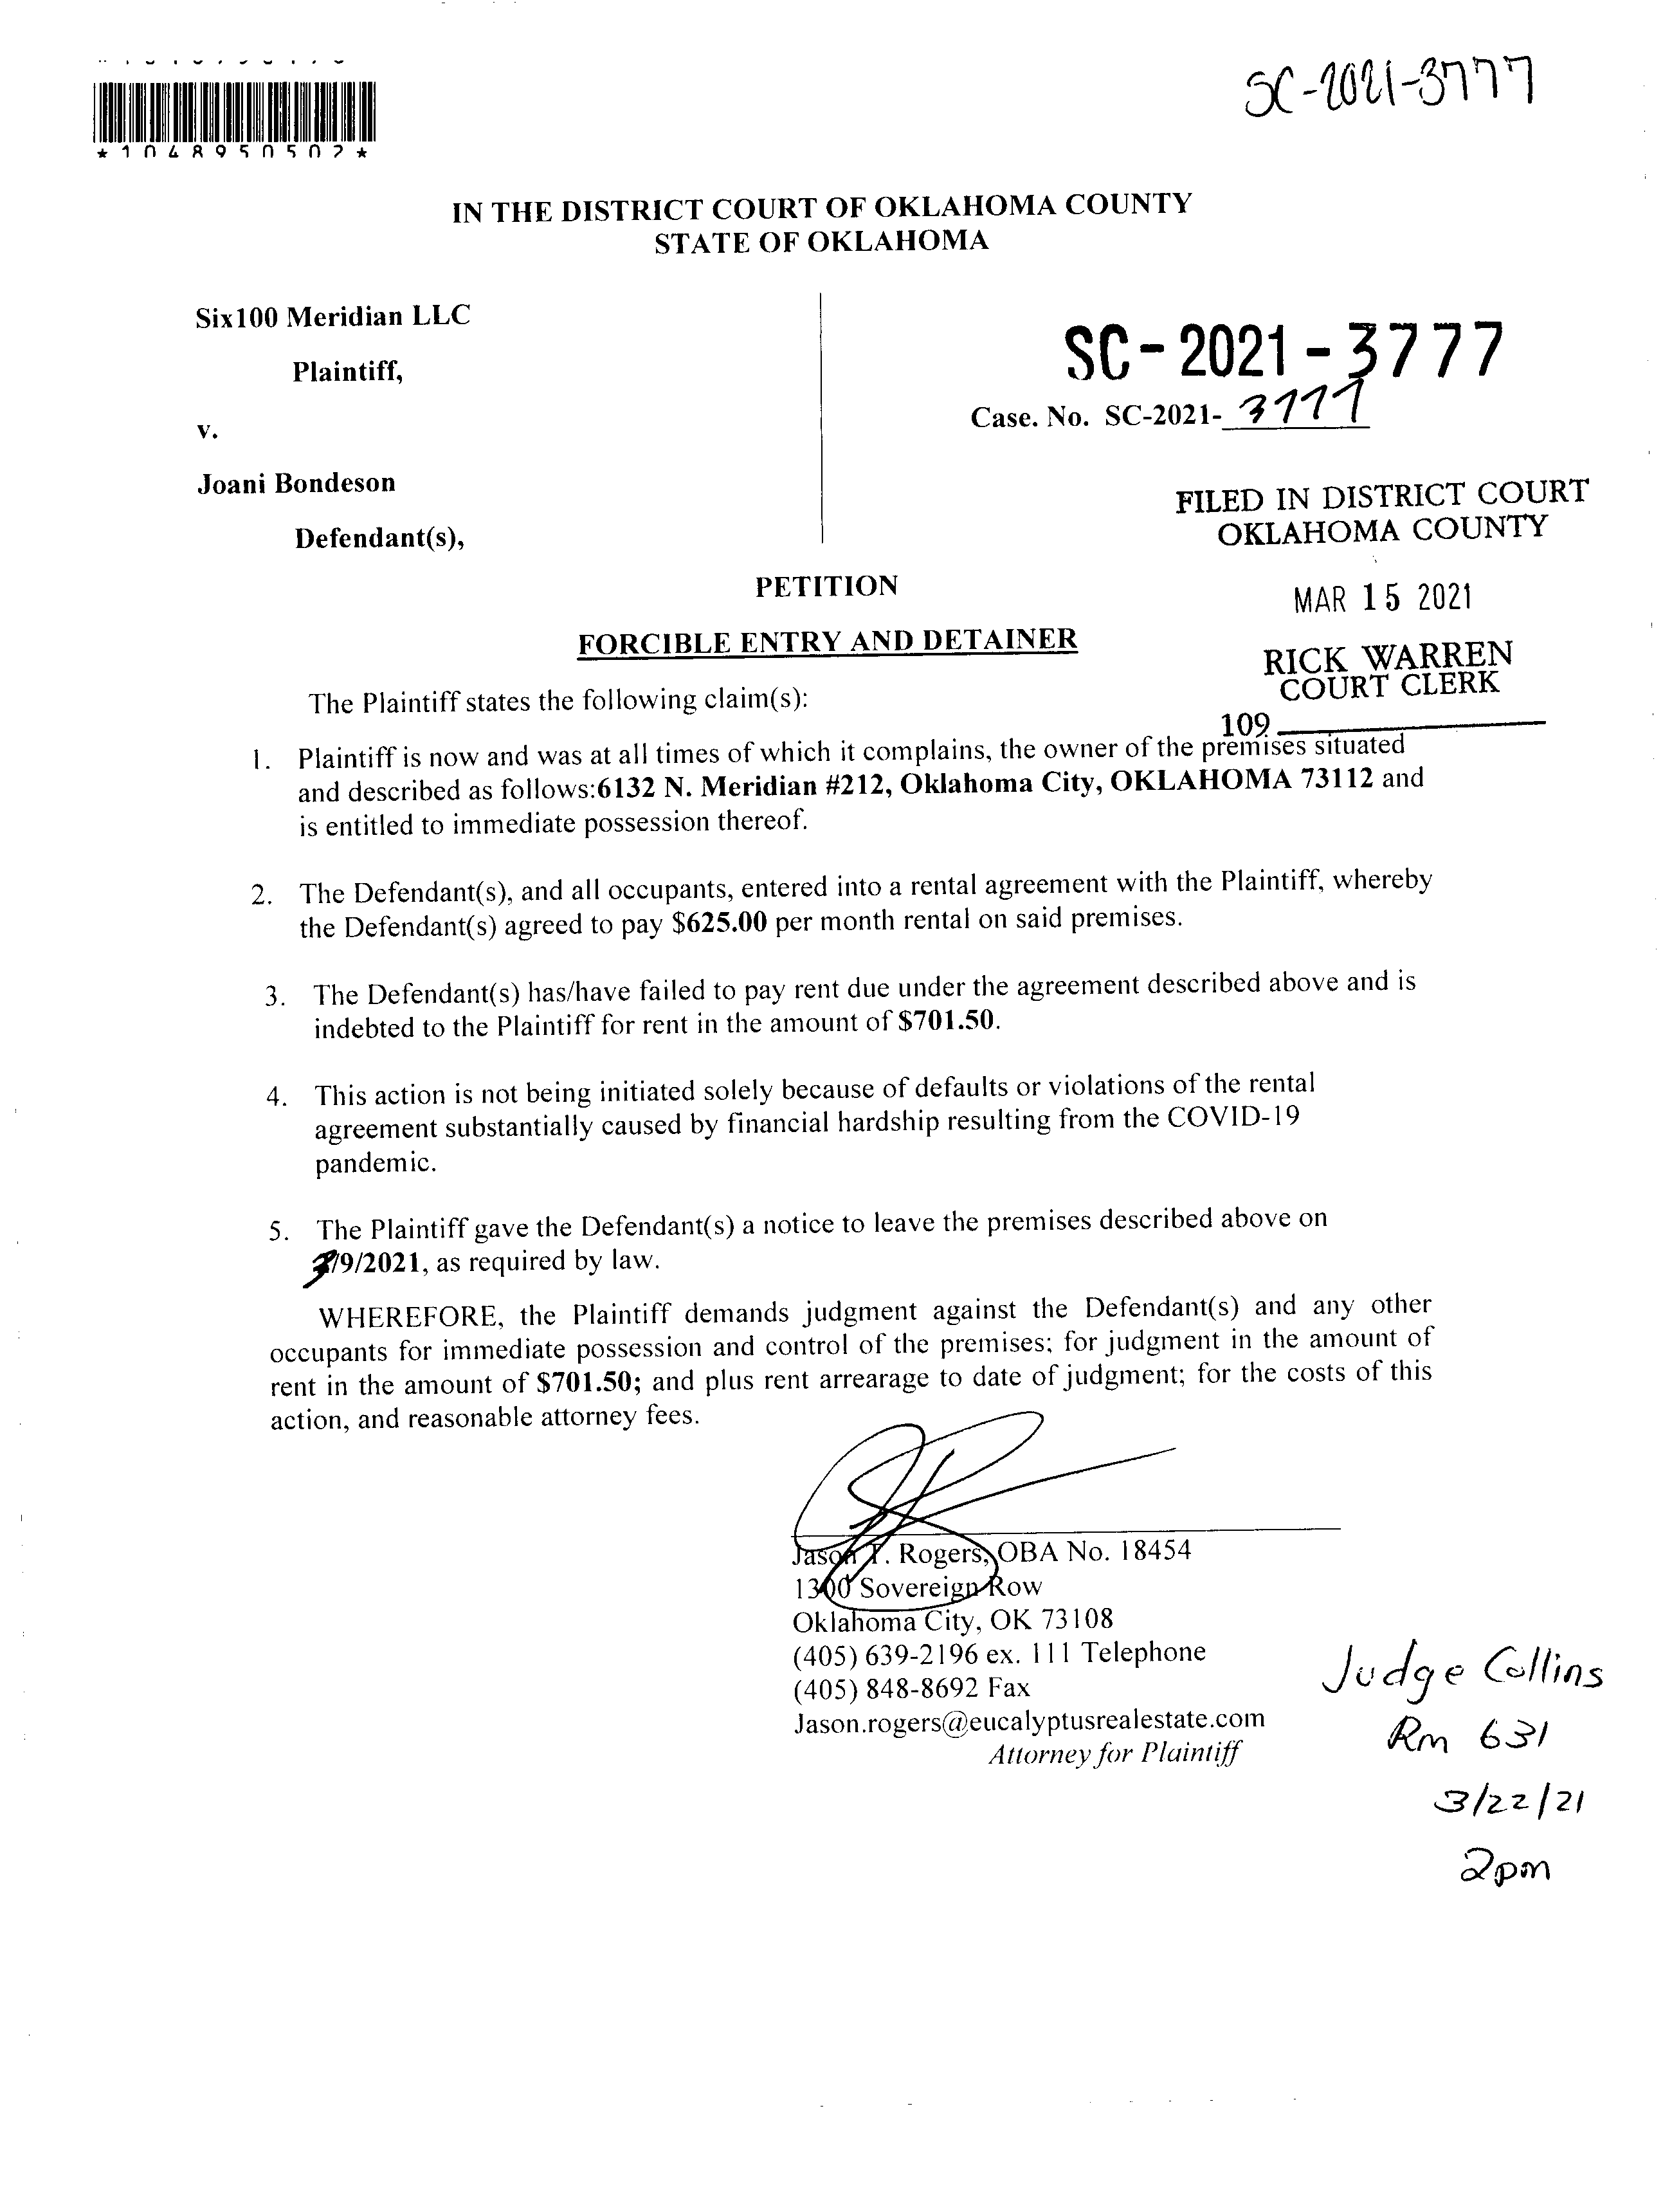 SC-2021-3777
*1048950502*
IN THE DISTRICT COURT OF OKLAHOMA COUNTY
STATE OF OKLAHOMA
Six100 Meridian LLC
Plaintiff,
v.
Joani Bondeson
Defendant(s),
SC-2021-3777
Case. No. SC-2021- 3777
FILED IN DISTRICT COURT
OKLAHOMA COUNTY
MAR 15 2021
RICK WARREN
COURT CLERK
109
PETITION
FORCIBLE ENTRY AND DETAINER
The Plaintiff states the following claim(s):
1. Plaintiff is now and was at all times of which it complains, the owner of the premises situated
and described as follows:6132 N. Meridian #212, Oklahoma City, OKLAHOMA 73112 and
is entitled to immediate possession thereof.
2. The Defendant(s), and all occupants, entered into a rental agreement with the Plaintiff, whereby
the Defendant(s) agreed to pay $625.00 per month rental on said premises.
3. The Defendant(s) has/have failed to pay rent due under the agreement described above and is
indebted to the Plaintiff for rent in the amount of $701.50.
4. This action is not being initiated solely because of defaults or violations of the rental
agreement substantially caused by financial hardship resulting from the COVID-19
pandemic.
5. The Plaintiff gave the Defendant(s) a notice to leave the premises described above on
3/9/2021, as required by law.
WHEREFORE, the Plaintiff demands judgment against the Defendant(s) and any other
occupants for immediate possession and control of the premises; for judgment in the amount of
rent in the amount of $701.50; and plus rent arrearage to date of judgment; for the costs of this
action, and reasonable attorney fees.
Jason T. Rogers, OBA No. 18454
1300 Sovereign Row
Oklahoma City, OK 73108
(405) 639-2196 ex. 111 Telephone
(405) 848-8692 Fax
Jason.rogers@eucalyptusrealestate.com
Attorney for Plaintiff
Judge Collins
Rm 631
3/22/21
2pm